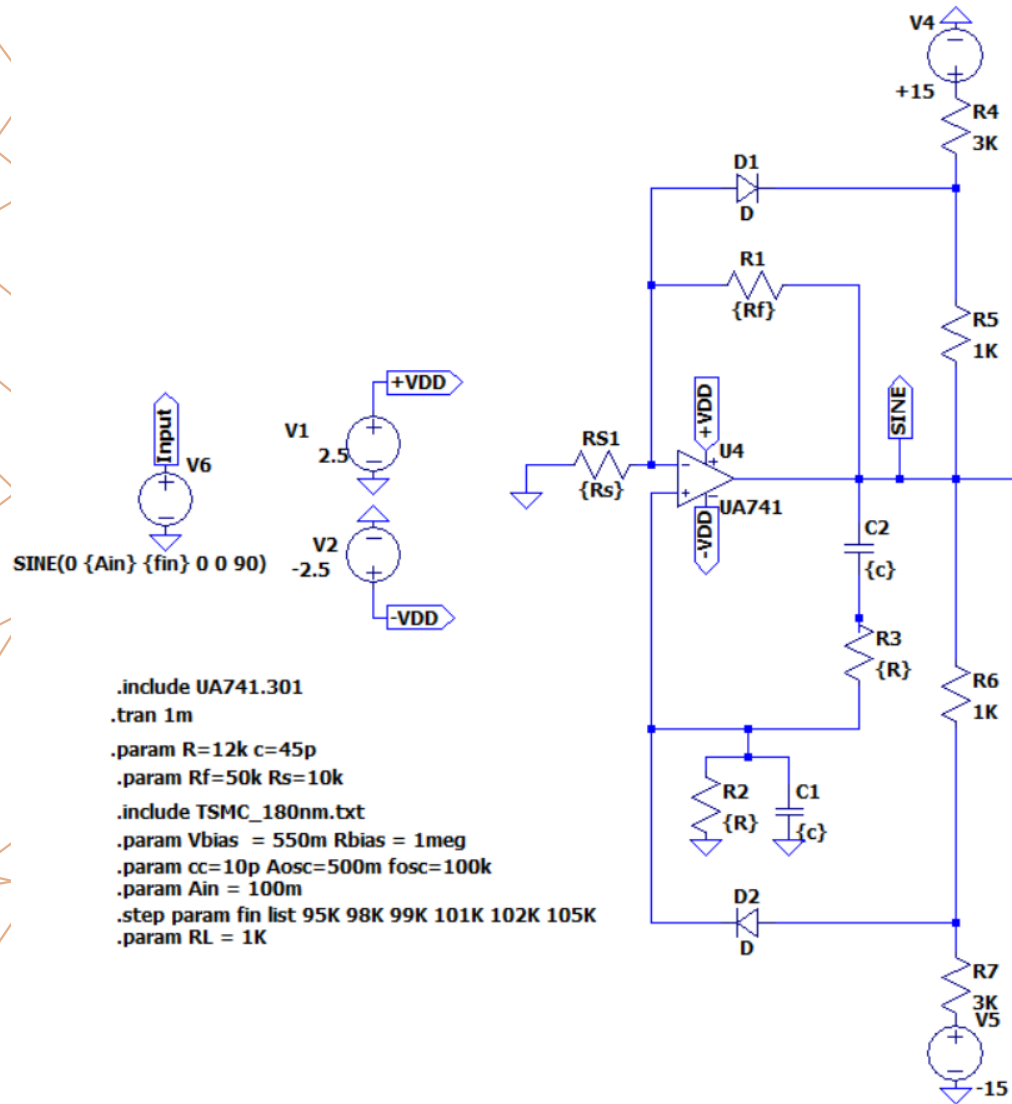 V4
+15
R4
3K
D1
D
R1
{Rf}
R5
1K
+VDD
Input
V6
V1
2.5
SINE(0 {Ain} {fin} 0 0 90)
V2
-2.5
-VDD
RS1
{Rs}
+VDD
U4
UA741
-VDD
SINE
C2
{c}
R3
{R}
R6
1K
.include UA741.301
.tran 1m
.param R=12k c=45p
.param Rf=50k Rs=10k
.include TSMC_180nm.txt
.param Vbias = 550m Rbias = 1meg
.param cc=10p Aosc=500m fosc=100k
.param Ain = 100m
.step param fin list 95K 98K 99K 101K 102K 105K
.param RL = 1K
R2
{R}
C1
{c}
D2
D
R7
3K
V5
-15